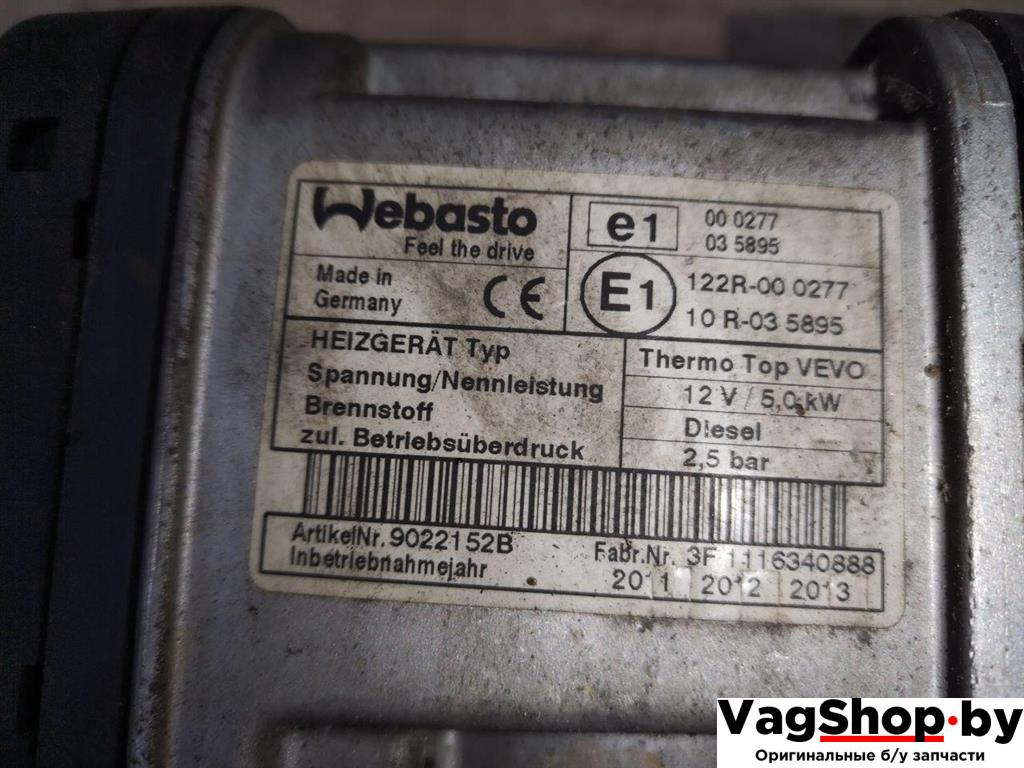 Webasto
Feel the drive
Made in
Germany
CE
e1
00 0277
03 5895
E1
122R-00 0277
10 R-03 5895
HEIZGERÄT Typ
Thermo Top VEVO
Spannung/Nennleistung
12 V / 5,0 kW
Brennstoff
Diesel
zul. Betriebsüberdruck
2,5 bar
ArtikelNr. 9022152B
Fabr.Nr. 3F 1116340888
Inbetriebnahmejahr
2011 2012 2013
VagShop.by
Оригинальные б/у запчасти